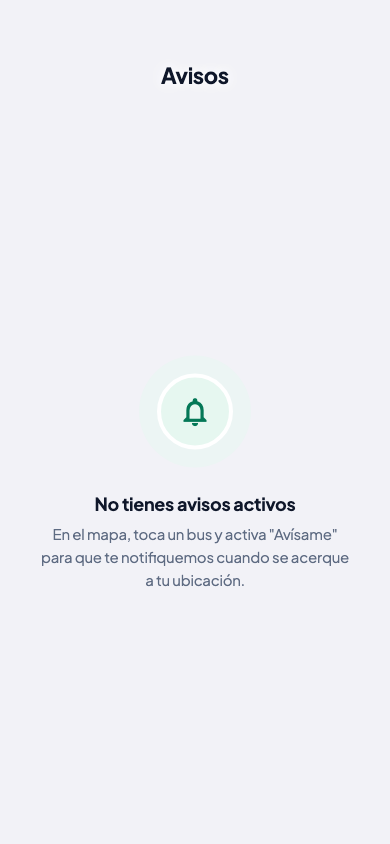 Avisos
No tienes avisos activos
En el mapa, toca un bus y activa "Avísame"
para que te notifiquemos cuando se acerque
a tu ubicación.